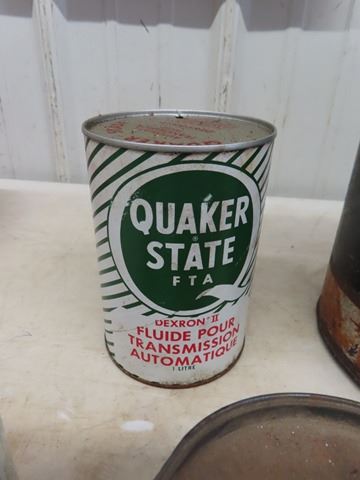 QUAKER
STATE
FTA
DEXRON® II
FLUIDE POUR
TRANSMISSION
AUTOMATIQUE
1 LITRE